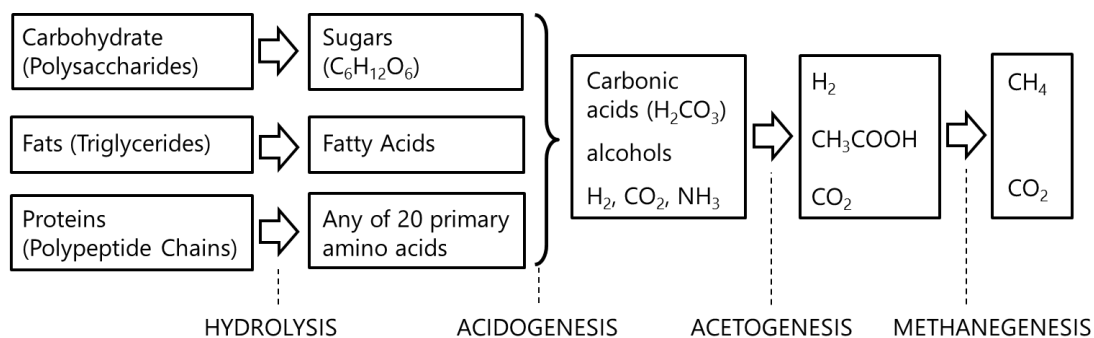 Carbohydrate
(Polysaccharides)
Sugars
(C₆H₁₂O₆)
Fats (Triglycerides)
Fatty Acids
Proteins
(Polypeptide Chains)
Any of 20 primary
amino acids
Carbonic
acids (H₂CO₃)
alcohols
H₂, CO₂, NH₃
H₂
CH₃COOH
CO₂
CH₄
CO₂
HYDROLYSIS
ACIDOGENESIS
ACETOGENESIS
METHANEGENESIS